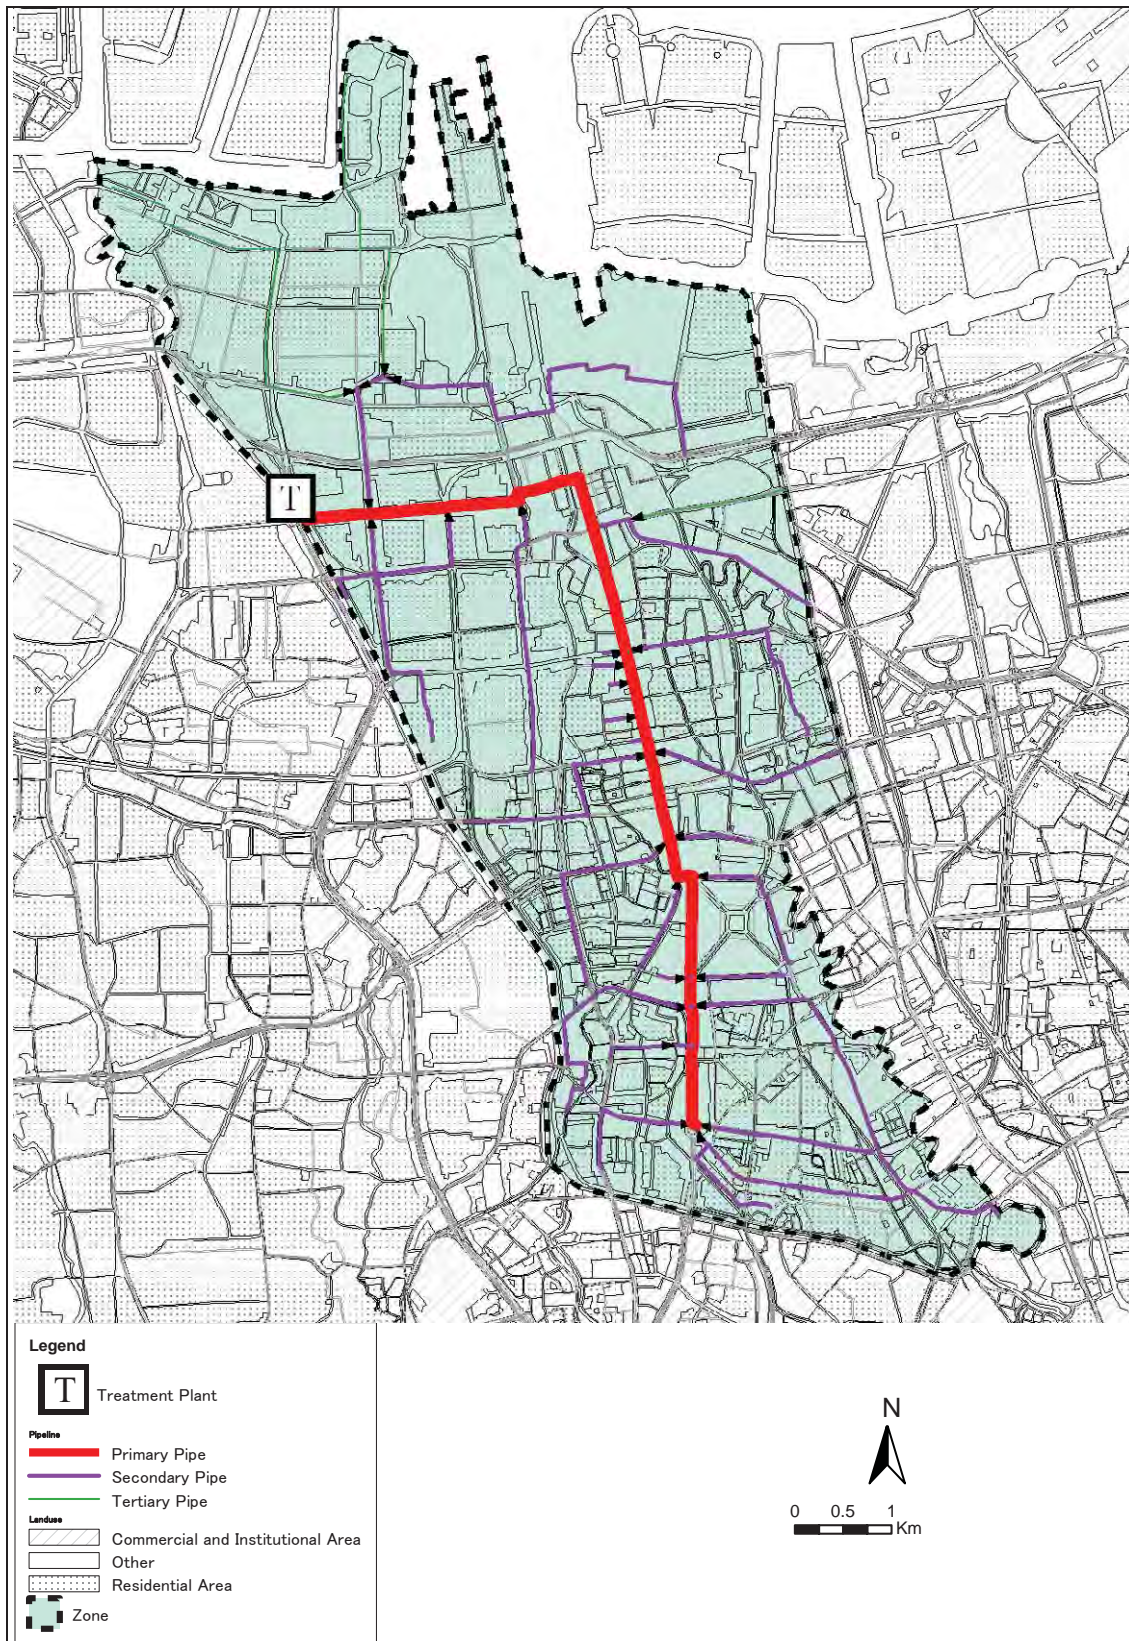 T
Legend
T
Treatment Plant
Pipeline
Primary Pipe
Secondary Pipe
Tertiary Pipe
Landuse
Commercial and Institutional Area
Other
Residential Area
Zone
N
0 0.5 1
Km